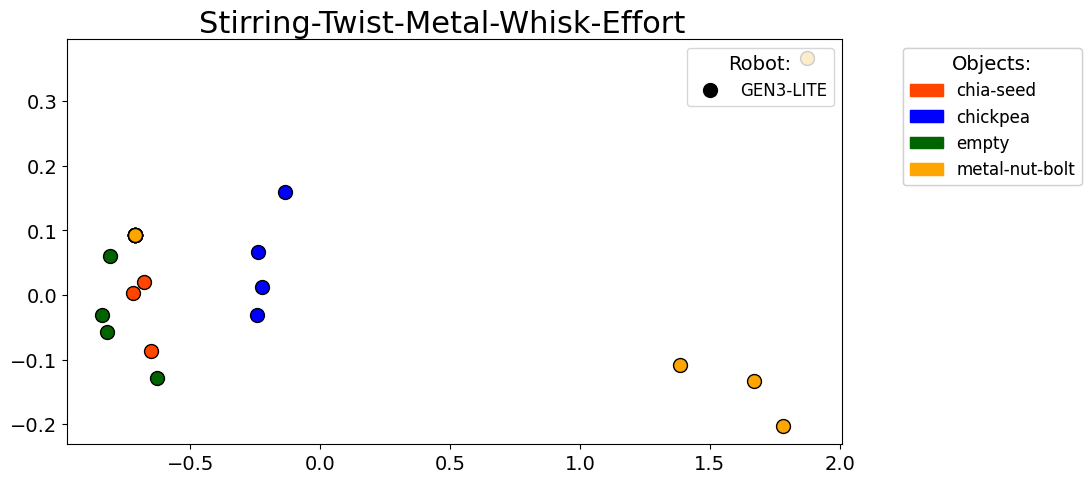 Stirring-Twist-Metal-Whisk-Effort
Robot:
GEN3-LITE
Objects:
chia-seed
chickpea
empty
metal-nut-bolt
0.3
0.2
0.1
0.0
−0.1
−0.2
−0.5 0.0 0.5 1.0 1.5 2.0